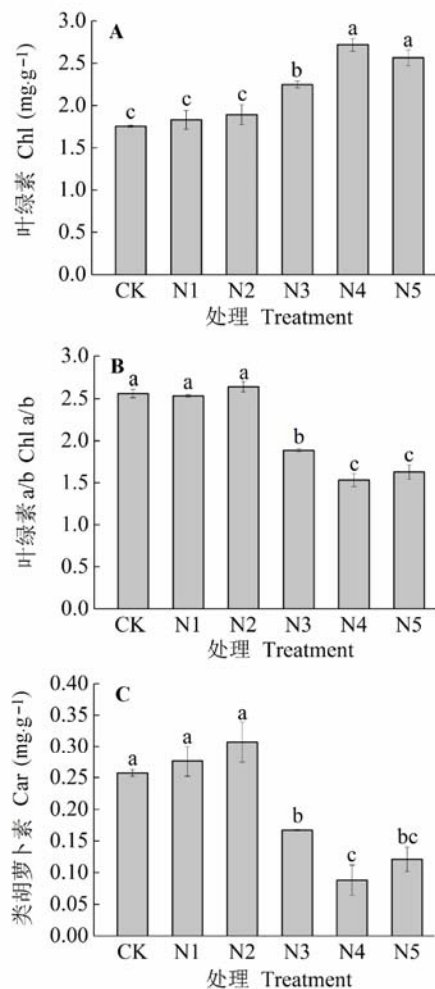 A
叶绿素 Chl (mg·g⁻¹)
3.0
2.5
2.0
1.5
1.0
0.5
0.0
c c c b a a
CK N1 N2 N3 N4 N5
处理 Treatment
B
叶绿素 a/b Chl a/b
3.0
2.5
2.0
1.5
1.0
0.5
0.0
a a a b c c
CK N1 N2 N3 N4 N5
处理 Treatment
C
类胡萝卜素 Car (mg·g⁻¹)
0.40
0.35
0.30
0.25
0.20
0.15
0.10
0.05
0.00
a a a b c bc
CK N1 N2 N3 N4 N5
处理 Treatment